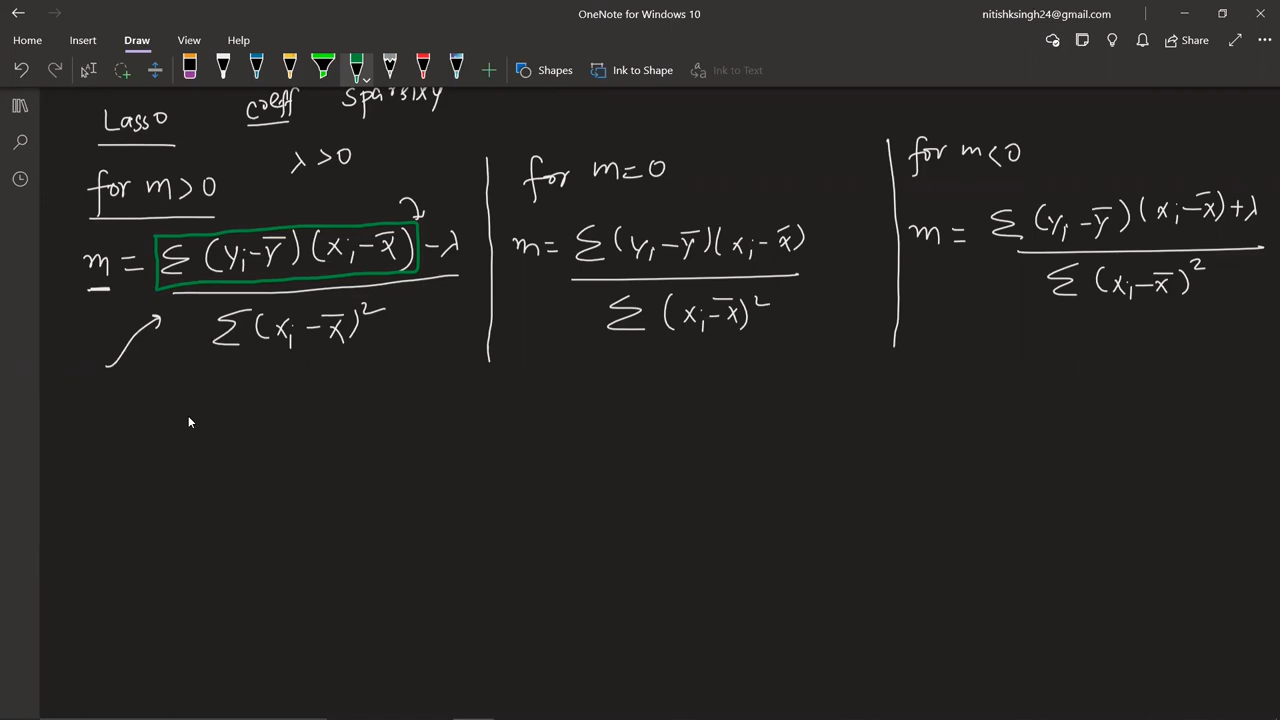 OneNote for Windows 10
nitishksingh24@gmail.com
Home Insert Draw View Help
Shapes Ink to Shape Ink to Text Share
Lasso coeff sparsity
λ > 0
for m > 0
m = Σ (yᵢ - ȳ) (xᵢ - x̄) - λ
Σ (xᵢ - x̄)²
for m = 0
m = Σ (yᵢ - ȳ) (xᵢ - x̄)
Σ (xᵢ - x̄)²
for m < 0
m = Σ (yᵢ - ȳ) (xᵢ - x̄) + λ
Σ (xᵢ - x̄)²